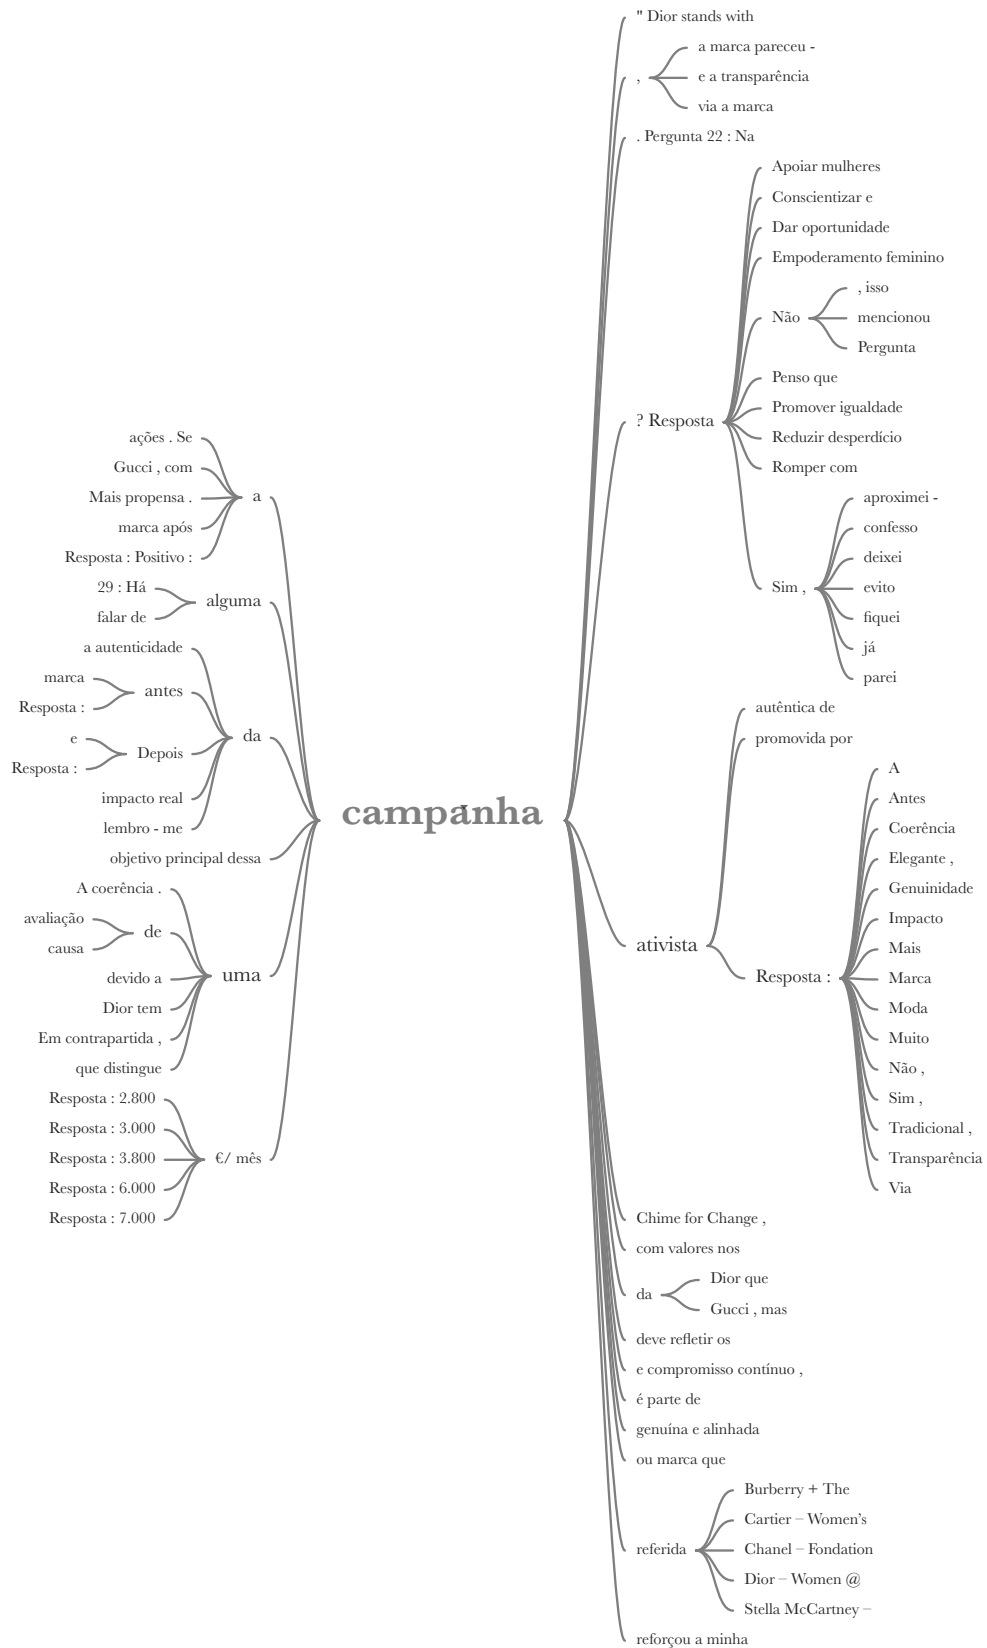 ações . Se
Gucci , com
Mais propensa .
marca após
Resposta : Positivo :
a
29 : Há
falar de
alguma
a autenticidade
marca
Resposta :
antes
e
Resposta :
Depois
impacto real
lembro - me
da
objetivo principal dessa
A coerência .
avaliação
causa
de
devido a
Dior tem
Em contrapartida ,
que distingue
uma
Resposta : 2.800
Resposta : 3.000
Resposta : 3.800
Resposta : 6.000
Resposta : 7.000
€/ mês
campanha
" Dior stands with
,
a marca pareceu -
e a transparência
via a marca
. Pergunta 22 : Na
? Resposta
Apoiar mulheres
Conscientizar e
Dar oportunidade
Empoderamento feminino
Não
, isso
mencionou
Pergunta
Penso que
Promover igualdade
Reduzir desperdício
Romper com
Sim ,
aproximei -
confesso
deixei
evito
fiquei
já
parei
ativista
autêntica de
promovida por
Resposta :
A
Antes
Coerência
Elegante ,
Genuinidade
Impacto
Mais
Marca
Moda
Muito
Não ,
Sim ,
Tradicional ,
Transparência
Via
Chime for Change ,
com valores nos
da
Dior que
Gucci , mas
deve refletir os
e compromisso contínuo ,
é parte de
genuína e alinhada
ou marca que
referida
Burberry + The
Cartier – Women’s
Chanel – Fondation
Dior – Women @
Stella McCartney –
reforçou a minha